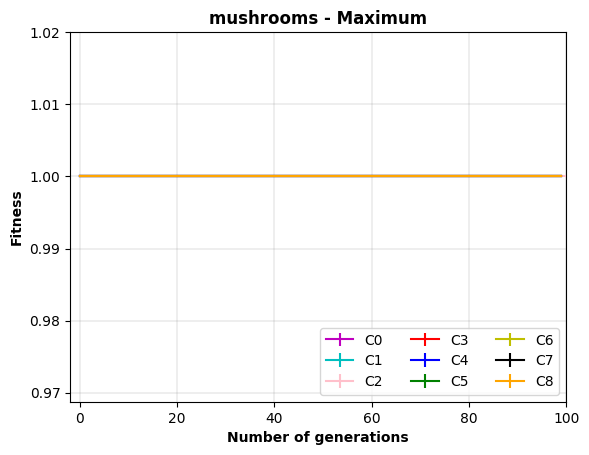 mushrooms - Maximum
1.02
1.01
1.00
0.99
0.98
0.97
Fitness
C0 C3 C6
C1 C4 C7
C2 C5 C8
0 20 40 60 80 100
Number of generations